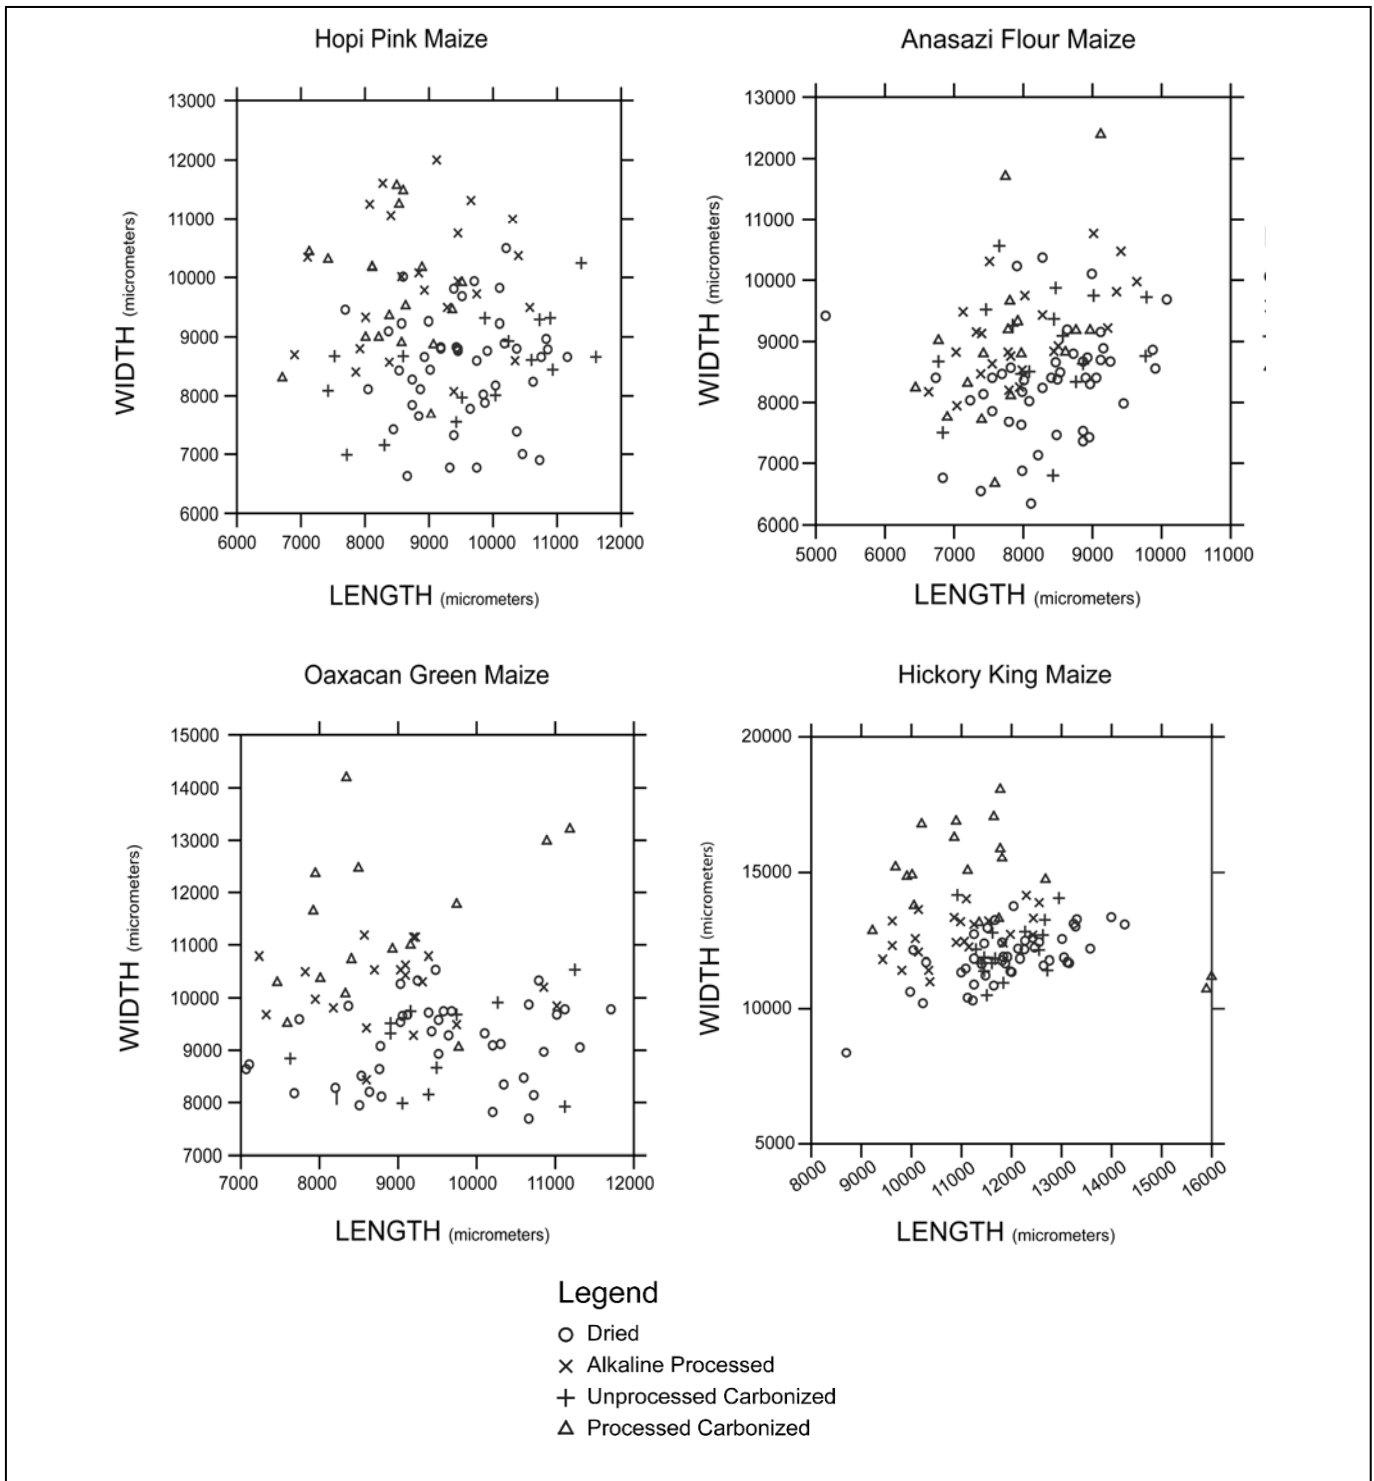 Hopi Pink Maize
13000
12000
11000
10000
9000
8000
7000
6000
6000 7000 8000 9000 10000 11000 12000
WIDTH (micrometers)
LENGTH (micrometers)
Anasazi Flour Maize
13000
12000
11000
10000
9000
8000
7000
6000
5000 6000 7000 8000 9000 10000 11000
WIDTH (micrometers)
LENGTH (micrometers)
Oaxacan Green Maize
15000
14000
13000
12000
11000
10000
9000
8000
7000
7000 8000 9000 10000 11000 12000
WIDTH (micrometers)
LENGTH (micrometers)
Hickory King Maize
20000
15000
10000
5000
8000 9000 10000 11000 12000 13000 14000 15000 16000
WIDTH (micrometers)
LENGTH (micrometers)
Legend
Dried
Alkaline Processed
Unprocessed Carbonized
Processed Carbonized